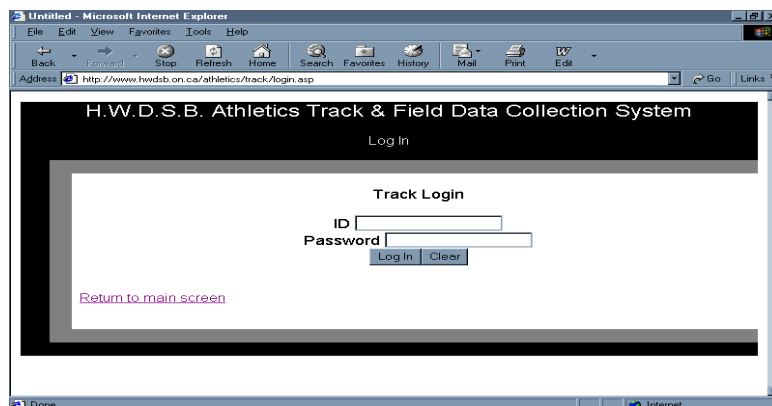 Untitled - Microsoft Internet Explorer
File Edit View Favorites Tools Help
Back Forward Stop Refresh Home Search Favorites History Mail Print Edit
Address http://www.hwdsb.on.ca/athletics/track/login.asp Go Links
H.W.D.S.B. Athletics Track & Field Data Collection System
Log In
Track Login
ID
Password
Log In Clear
Return to main screen
Done Internet